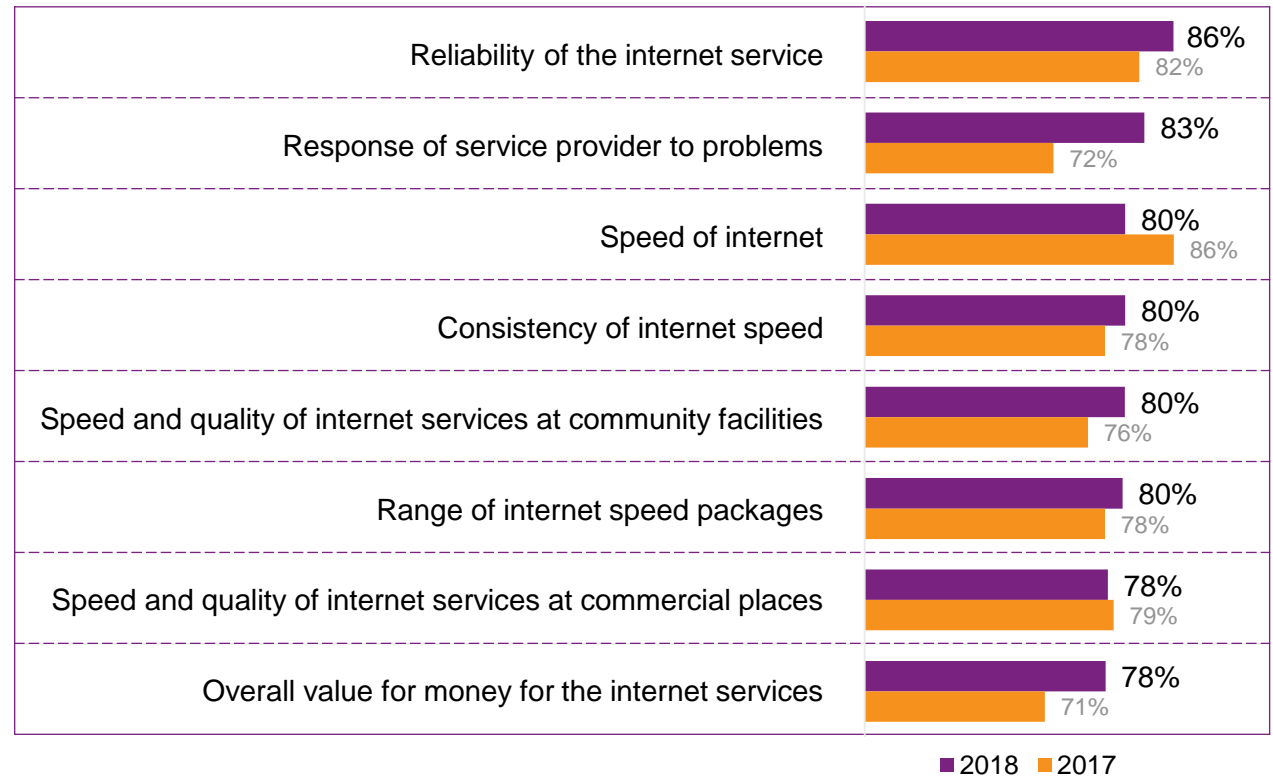 Reliability of the internet service
86%
82%
Response of service provider to problems
83%
72%
Speed of internet
80%
86%
Consistency of internet speed
80%
78%
Speed and quality of internet services at community facilities
80%
76%
Range of internet speed packages
80%
78%
Speed and quality of internet services at commercial places
78%
79%
Overall value for money for the internet services
78%
71%
2018 2017